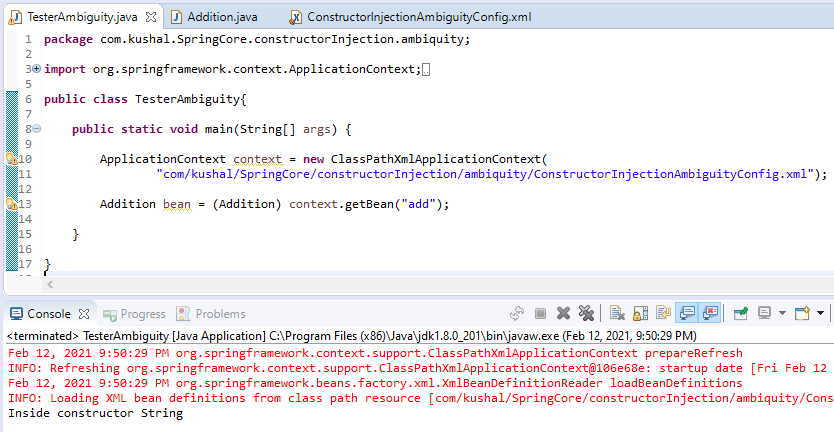 TesterAmbiguity.java Addition.java ConstructorInjectionAmbiguityConfig.xml
1 package com.kushal.SpringCore.constructorInjection.ambiquity;
2
3 import org.springframework.context.ApplicationContext;
5
6 public class TesterAmbiguity{
7
8 public static void main(String[] args) {
9
10 ApplicationContext context = new ClassPathXmlApplicationContext(
11 "com/kushal/SpringCore/constructorInjection/ambiquity/ConstructorInjectionAmbiguityConfig.xml");
12
13 Addition bean = (Addition) context.getBean("add");
14
15 }
16
17 }
Console Progress Problems
<terminated> TesterAmbiguity [Java Application] C:\Program Files (x86)\Java\jdk1.8.0_201\bin\javaw.exe (Feb 12, 2021, 9:50:29 PM)
Feb 12, 2021 9:50:29 PM org.springframework.context.support.ClassPathXmlApplicationContext prepareRefresh
INFO: Refreshing org.springframework.context.support.ClassPathXmlApplicationContext@106e68e: startup date [Fri Feb 12
Feb 12, 2021 9:50:29 PM org.springframework.beans.factory.xml.XmlBeanDefinitionReader loadBeanDefinitions
INFO: Loading XML bean definitions from class path resource [com/kushal/SpringCore/constructorInjection/ambiquity/Cons
Inside constructor String